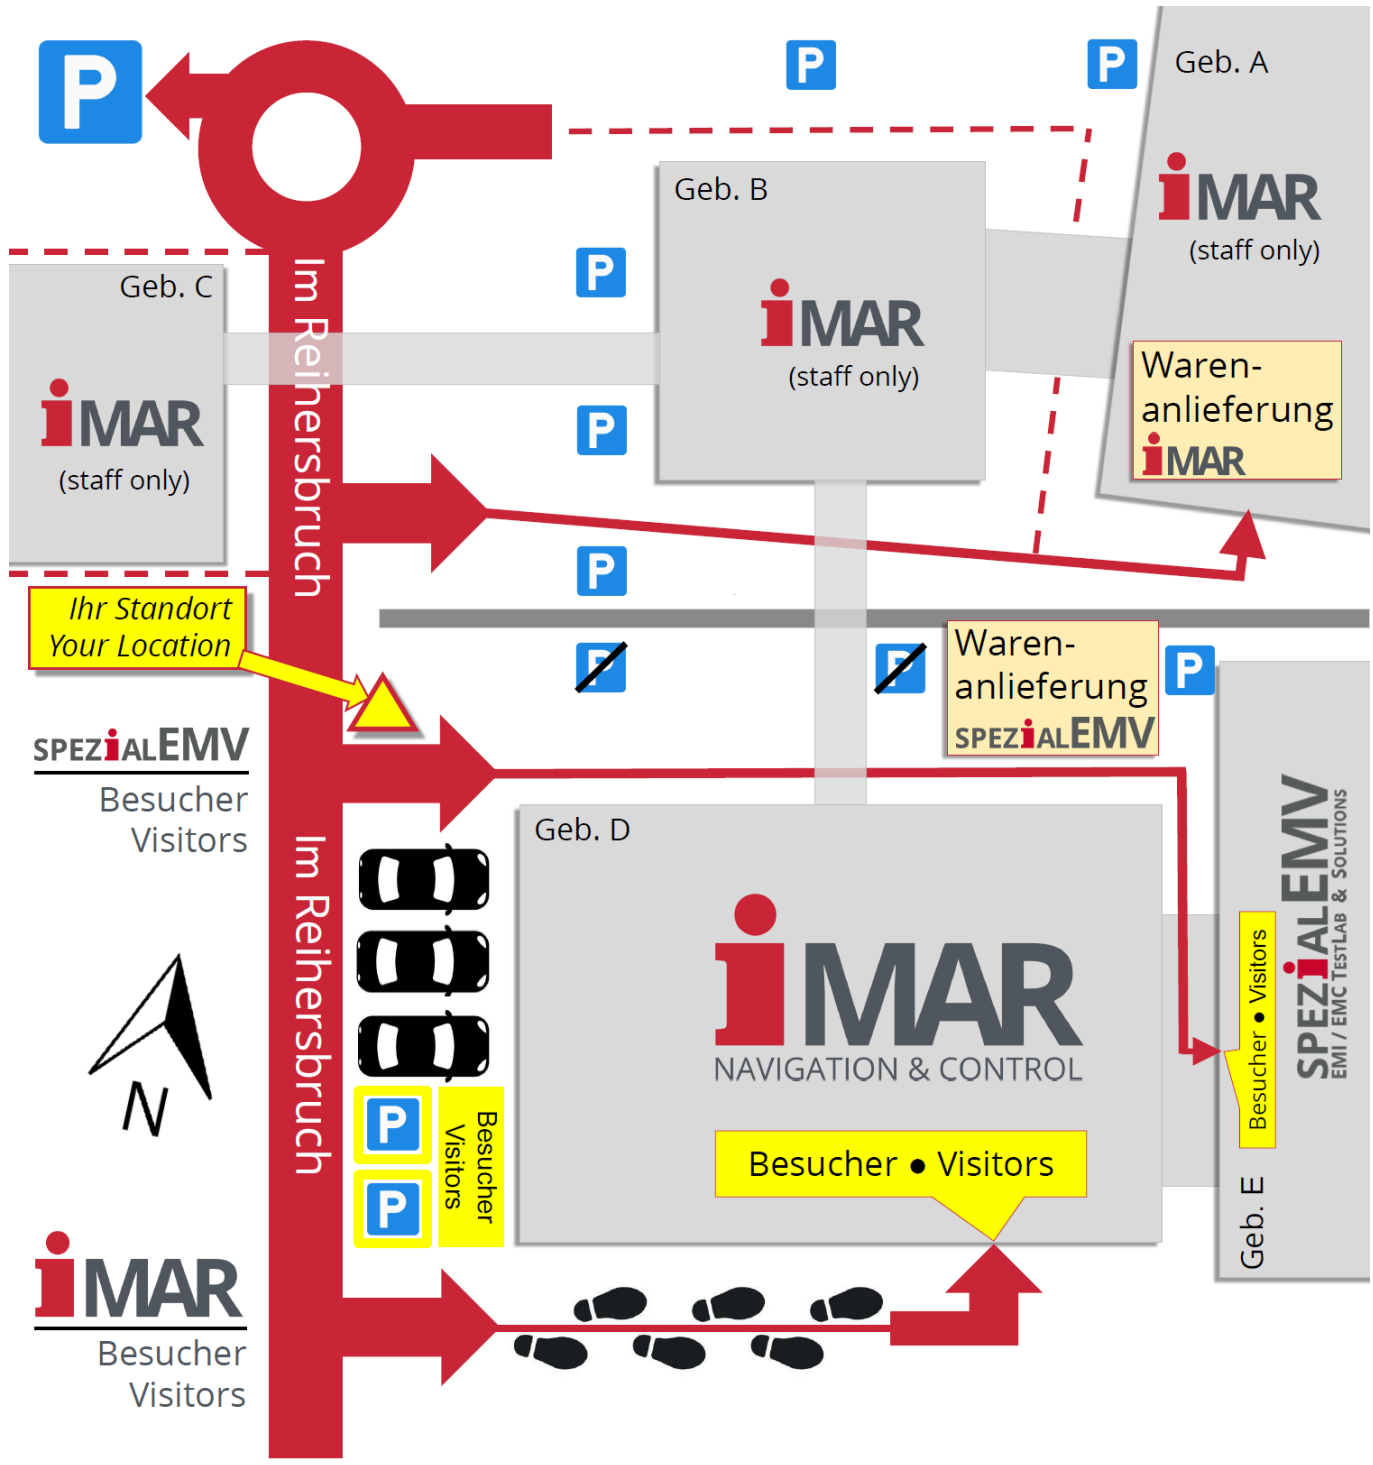 P
P
P
Geb. A
iMAR
(staff only)
Geb. B
iMAR
(staff only)
P
Geb. C
iMAR
(staff only)
Im Reihersbruch
P
Waren-
anlieferung
iMAR
P
Ihr Standort
Your Location
P
P
Waren-
anlieferung
SPEZiALEMV
P
SPEZiALEMV
Besucher
Visitors
Geb. D
iMAR
NAVIGATION & CONTROL
Besucher ● Visitors
SPEZiALEMV
EMI / EMC TESTLAB & SOLUTIONS
Besucher ● Visitors
Geb. E
Im Reihersbruch
N
P
P
Besucher
Visitors
iMAR
Besucher
Visitors